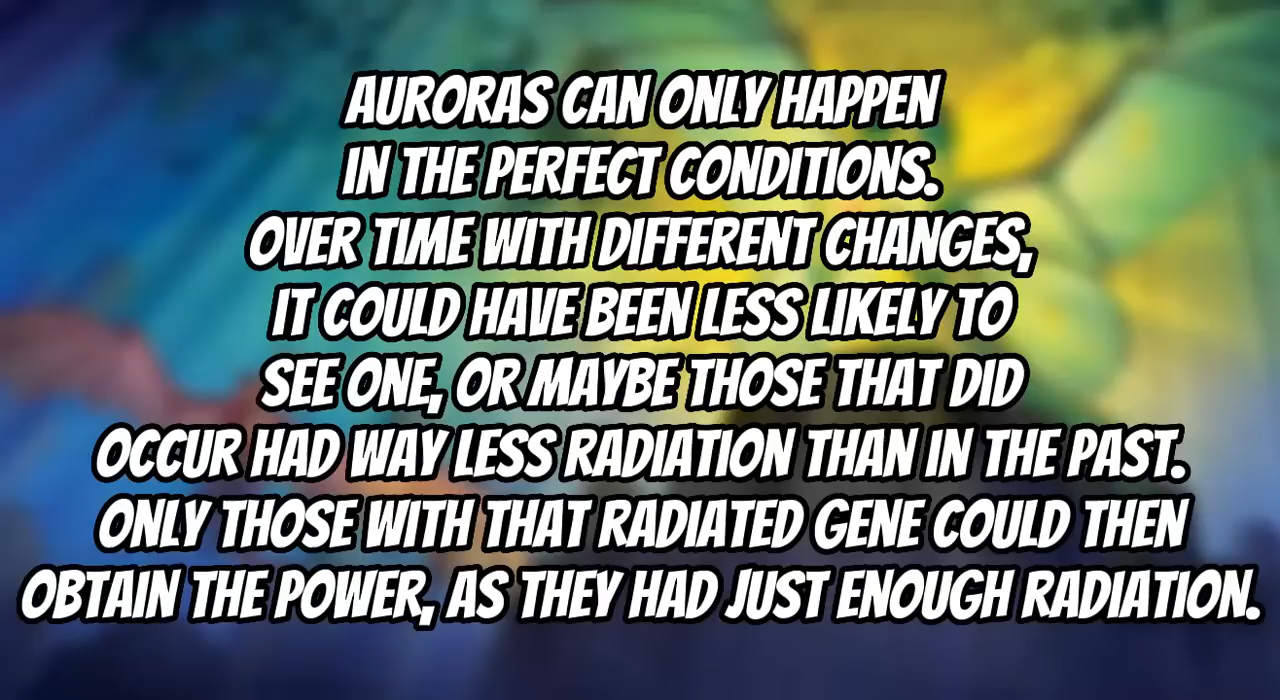 AURORAS CAN ONLY HAPPEN
IN THE PERFECT CONDITIONS.
OVER TIME WITH DIFFERENT CHANGES,
IT COULD HAVE BEEN LESS LIKELY TO
SEE ONE, OR MAYBE THOSE THAT DID
OCCUR HAD WAY LESS RADIATION THAN IN THE PAST.
ONLY THOSE WITH THAT RADIATED GENE COULD THEN
OBTAIN THE POWER, AS THEY HAD JUST ENOUGH RADIATION.